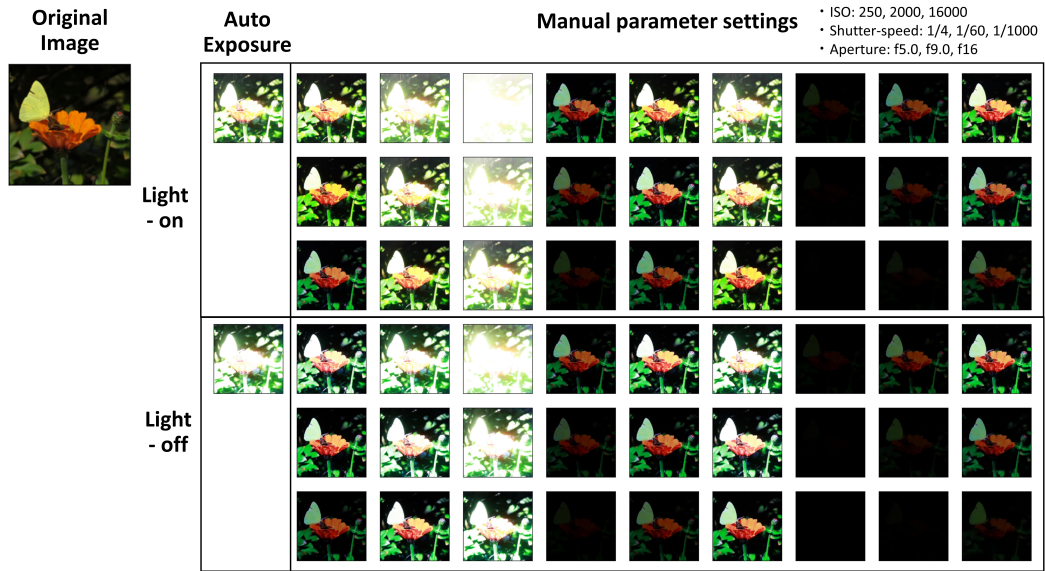 Original
Image
Auto
Exposure
Manual parameter settings
・ISO: 250, 2000, 16000
・Shutter-speed: 1/4, 1/60, 1/1000
・Aperture: f5.0, f9.0, f16
Light
- on
Light
- off